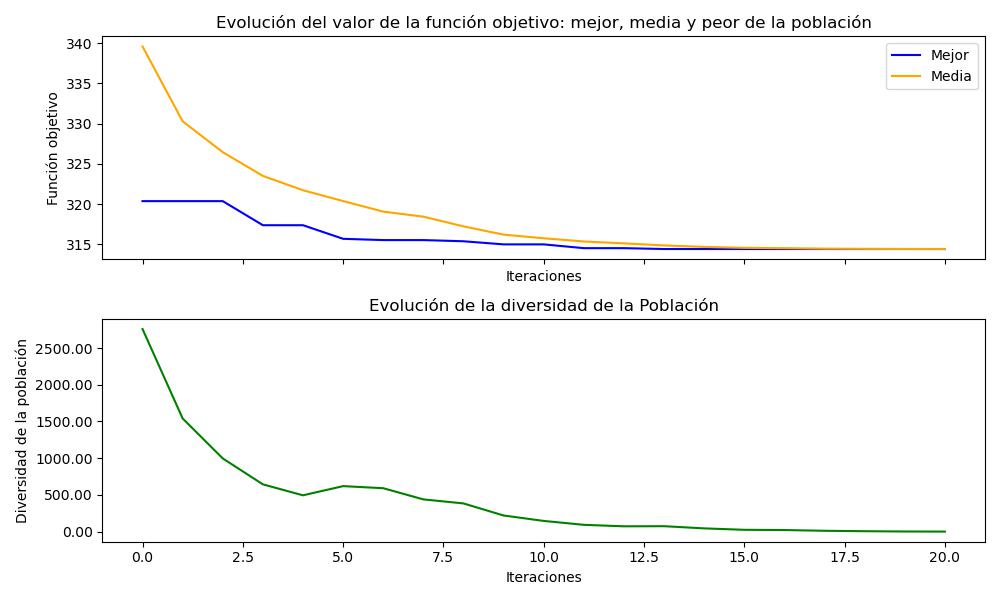 Evolución del valor de la función objetivo: mejor, media y peor de la población
340
335
330
325
320
315
Función objetivo
Mejor
Media
Iteraciones
Evolución de la diversidad de la Población
2500.00
2000.00
1500.00
1000.00
500.00
0.00
Diversidad de la población
0.0 2.5 5.0 7.5 10.0 12.5 15.0 17.5 20.0
Iteraciones